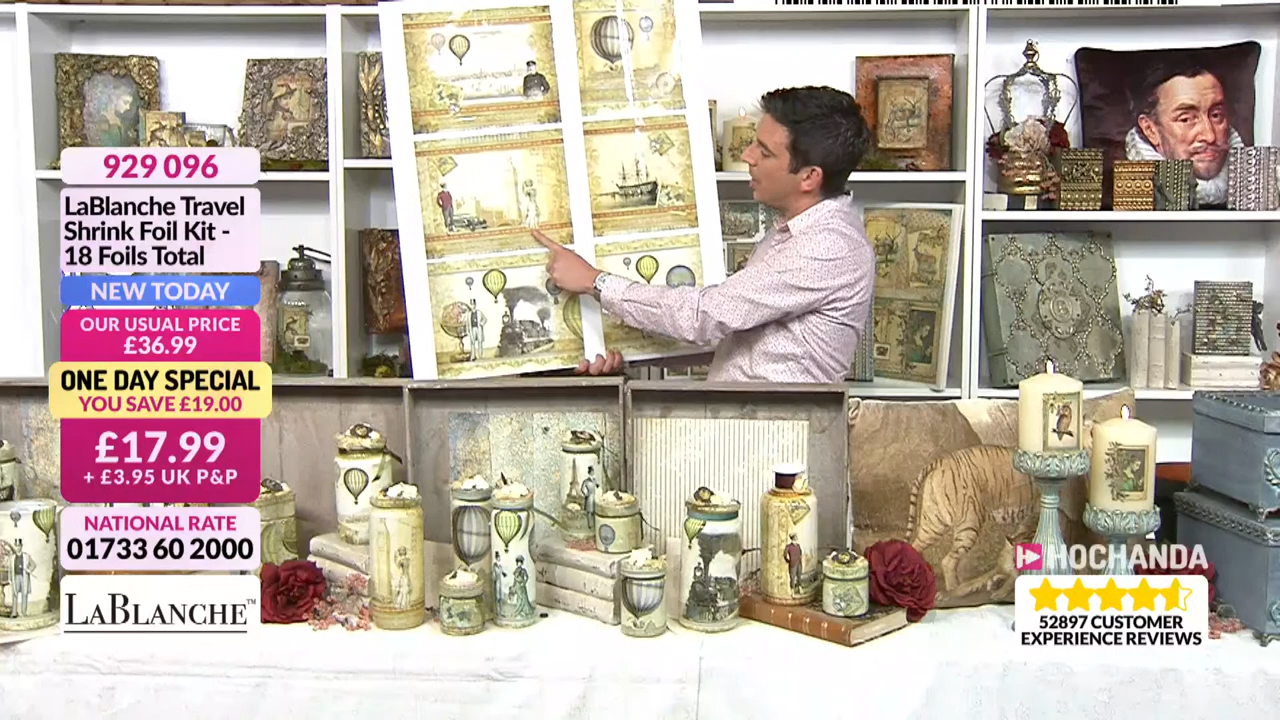 929 096
LaBlanche Travel
Shrink Foil Kit -
18 Foils Total
NEW TODAY
OUR USUAL PRICE
£36.99
ONE DAY SPECIAL
YOU SAVE £19.00
£17.99
+ £3.95 UK P&P
NATIONAL RATE
01733 60 2000
LABLANCHE™
HOCHANDA
52897 CUSTOMER
EXPERIENCE REVIEWS